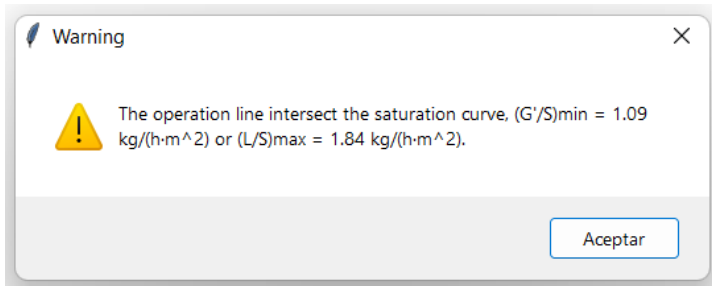 Warning
The operation line intersect the saturation curve, (G'/S)min = 1.09
kg/(h·m^2) or (L/S)max = 1.84 kg/(h·m^2).
Aceptar